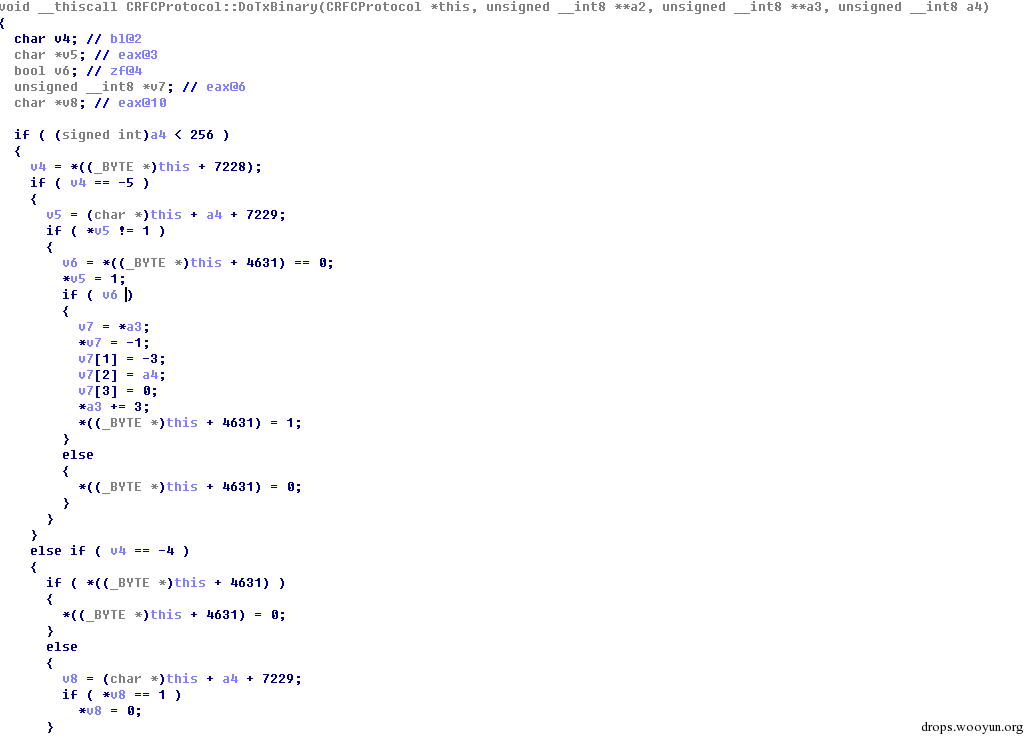 void __thiscall CRFCProtocol::DoTxBinary(CRFCProtocol *this, unsigned __int8 **a2, unsigned __int8 **a3, unsigned __int8 a4)
{
  char v4; // bl@2
  char *v5; // eax@3
  bool v6; // zf@4
  unsigned __int8 *v7; // eax@6
  char *v8; // eax@10

  if ( (signed int)a4 < 256 )
  {
    v4 = *((_BYTE *)this + 7228);
    if ( v4 == -5 )
    {
      v5 = (char *)this + a4 + 7229;
      if ( *v5 != 1 )
      {
        v6 = *((_BYTE *)this + 4631) == 0;
        *v5 = 1;
        if ( v6 )
        {
          v7 = *a3;
          *v7 = -1;
          v7[1] = -3;
          v7[2] = a4;
          v7[3] = 0;
          *a3 += 3;
          *((_BYTE *)this + 4631) = 1;
        }
        else
        {
          *((_BYTE *)this + 4631) = 0;
        }
      }
    }
    else if ( v4 == -4 )
    {
      if ( *((_BYTE *)this + 4631) )
      {
        *((_BYTE *)this + 4631) = 0;
      }
      else
      {
        v8 = (char *)this + a4 + 7229;
        if ( *v8 == 1 )
          *v8 = 0;
      }
drops.wooyun.org